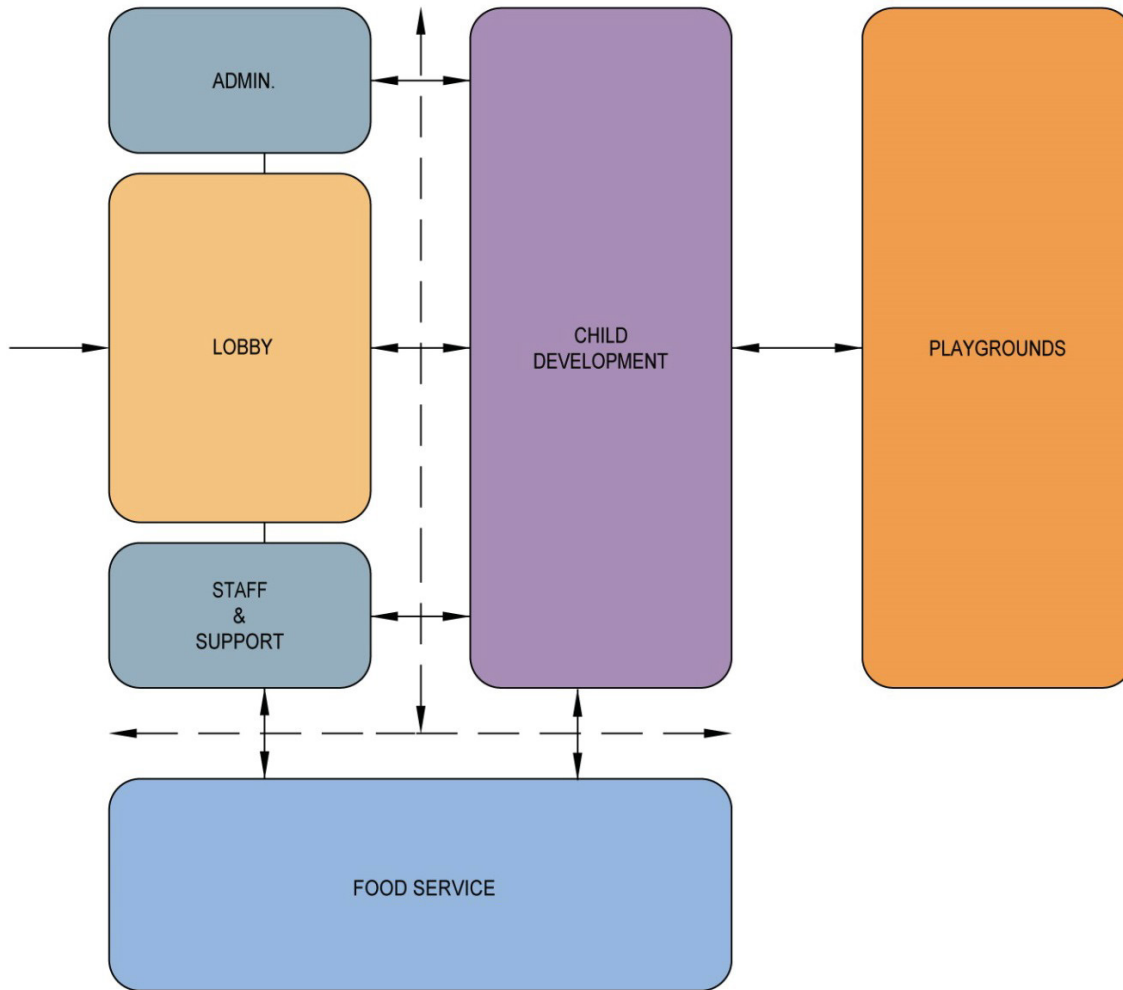 ADMIN.
LOBBY
CHILD
DEVELOPMENT
PLAYGROUNDS
STAFF
&
SUPPORT
FOOD SERVICE